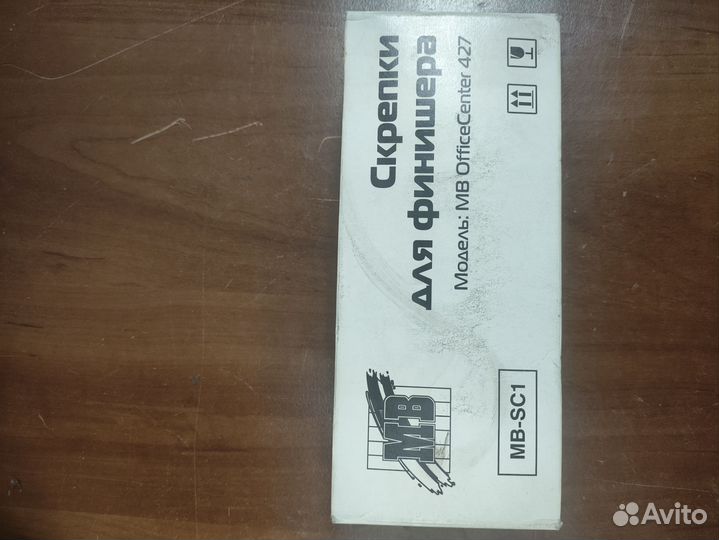 Скрепки
для финишера
Модель: MB OfficeCenter 427
MB
MB-SC1
Avito